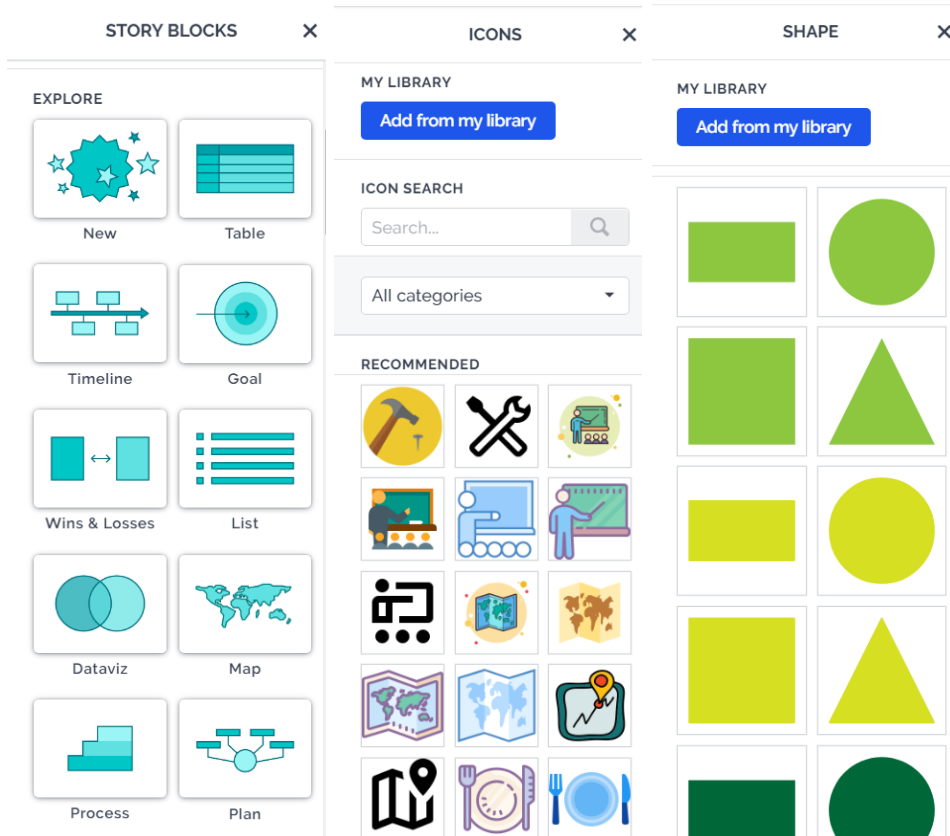 STORY BLOCKS
EXPLORE
New
Table
Timeline
Goal
Wins & Losses
List
Dataviz
Map
Process
Plan
ICONS
MY LIBRARY
Add from my library
ICON SEARCH
Search...
All categories
RECOMMENDED
SHAPE
MY LIBRARY
Add from my library